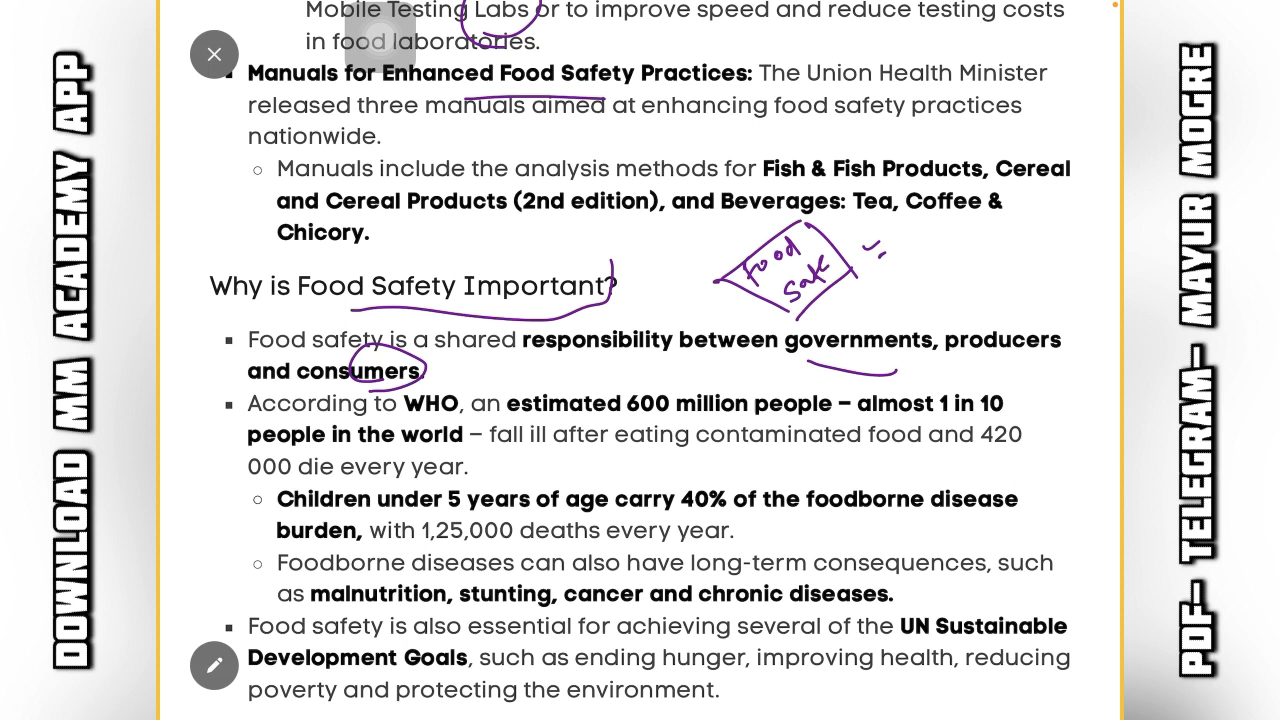 Mobile Testing Labs or to improve speed and reduce testing costs
in food laboratories.
▪ Manuals for Enhanced Food Safety Practices: The Union Health Minister
released three manuals aimed at enhancing food safety practices
nationwide.
○ Manuals include the analysis methods for Fish & Fish Products, Cereal
and Cereal Products (2nd edition), and Beverages: Tea, Coffee &
Chicory.
Food
Safe
Why is Food Safety Important?
▪ Food safety is a shared responsibility between governments, producers
and consumers.
▪ According to WHO, an estimated 600 million people – almost 1 in 10
people in the world – fall ill after eating contaminated food and 420
000 die every year.
○ Children under 5 years of age carry 40% of the foodborne disease
burden, with 1,25,000 deaths every year.
○ Foodborne diseases can also have long-term consequences, such
as malnutrition, stunting, cancer and chronic diseases.
▪ Food safety is also essential for achieving several of the UN Sustainable
Development Goals, such as ending hunger, improving health, reducing
poverty and protecting the environment.
DOWNLOAD MM ACADEMY APP
PDF- TELEGRAM- MAYUR MOGRE